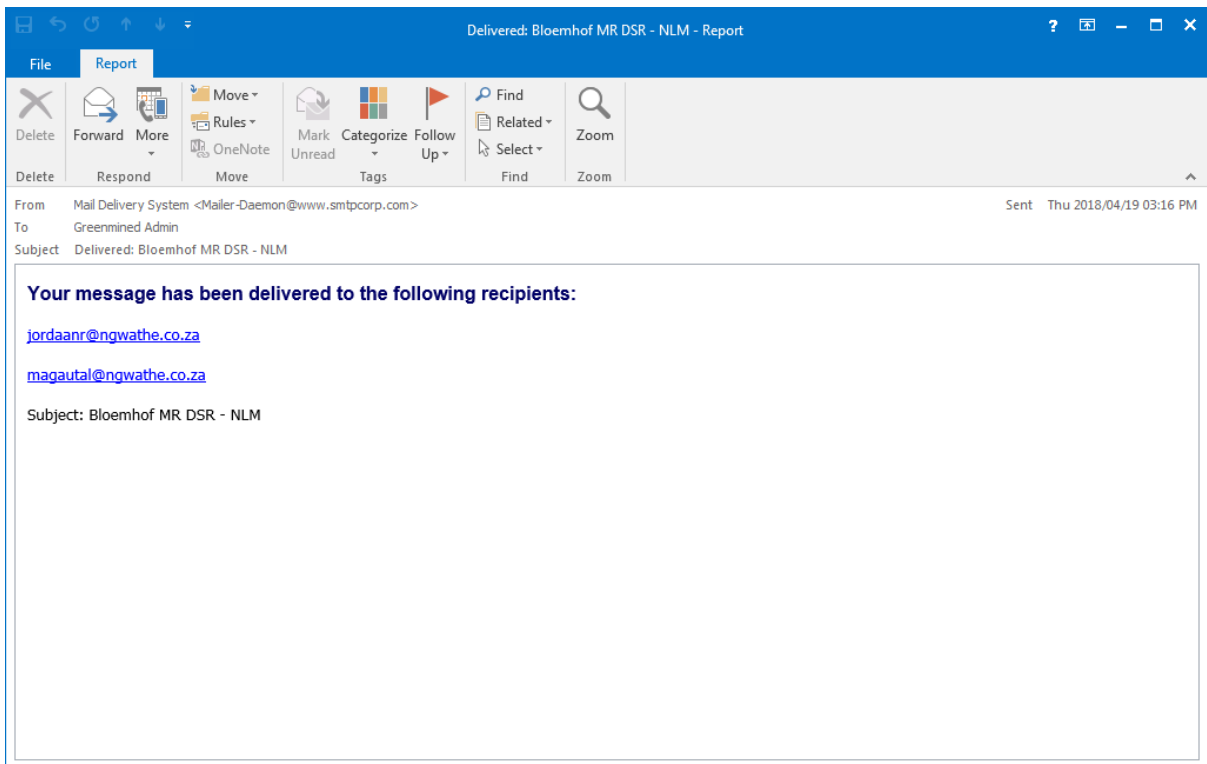 Delivered: Bloemhof MR DSR - NLM - Report
File Report
Delete
Forward
More
Move
Rules
OneNote
Mark Unread
Categorize
Follow Up
Find
Related
Select
Zoom
Delete Respond Move Tags Find Zoom
From Mail Delivery System <Mailer-Daemon@www.smtpcorp.com> Sent Thu 2018/04/19 03:16 PM
To Greenmined Admin
Subject Delivered: Bloemhof MR DSR - NLM
Your message has been delivered to the following recipients:
jordaanr@ngwathe.co.za
magautal@ngwathe.co.za
Subject: Bloemhof MR DSR - NLM